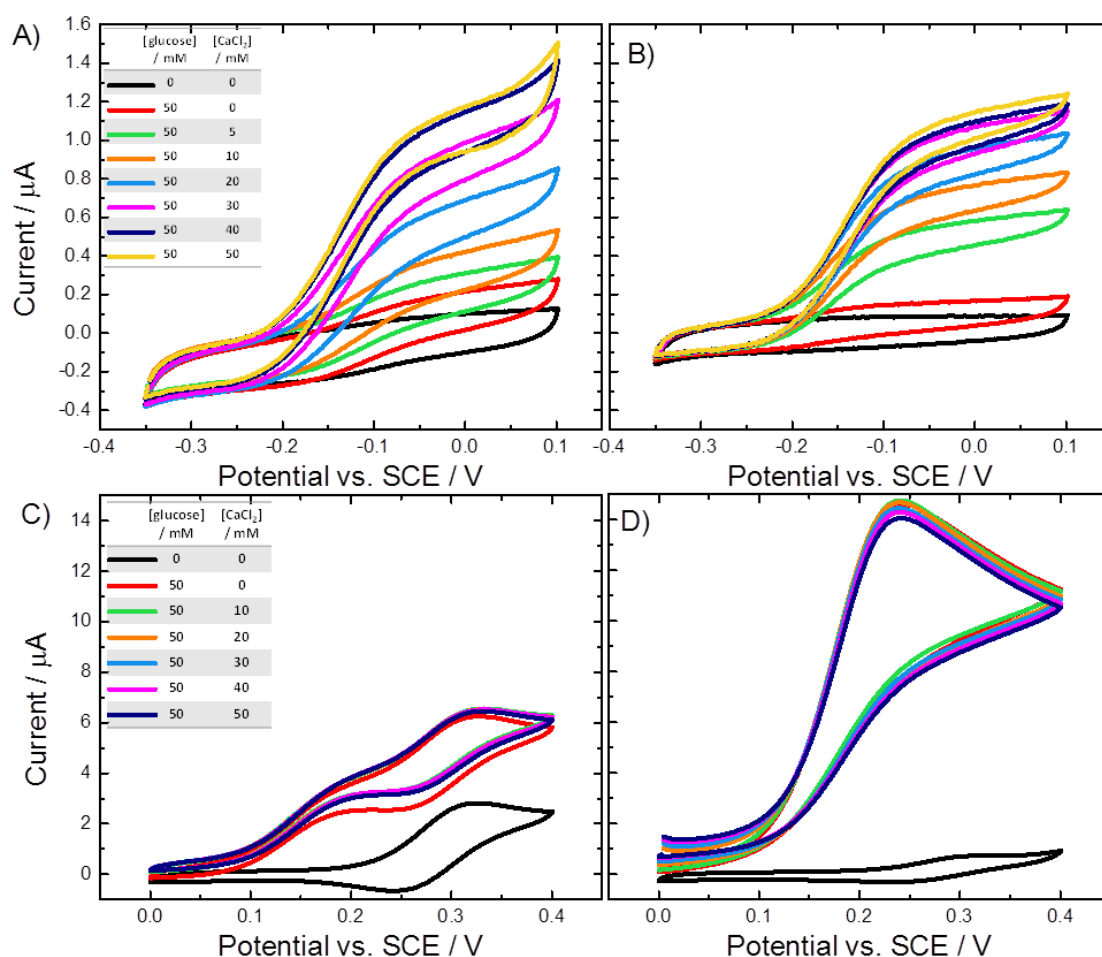 A)
[glucose] [CaCl₂]
/ mM / mM
0 0
50 0
50 5
50 10
50 20
50 30
50 40
50 50
1.6
1.4
1.2
1.0
0.8
0.6
0.4
0.2
0.0
-0.2
-0.4
Current / μA
-0.4 -0.3 -0.2 -0.1 0.0 0.1
Potential vs. SCE / V
B)
-0.4 -0.3 -0.2 -0.1 0.0 0.1
Potential vs. SCE / V
C)
[glucose] [CaCl₂]
/ mM / mM
0 0
50 0
50 10
50 20
50 30
50 40
50 50
14
12
10
8
6
4
2
0
Current / μA
0.0 0.1 0.2 0.3 0.4
Potential vs. SCE / V
D)
0.0 0.1 0.2 0.3 0.4
Potential vs. SCE / V